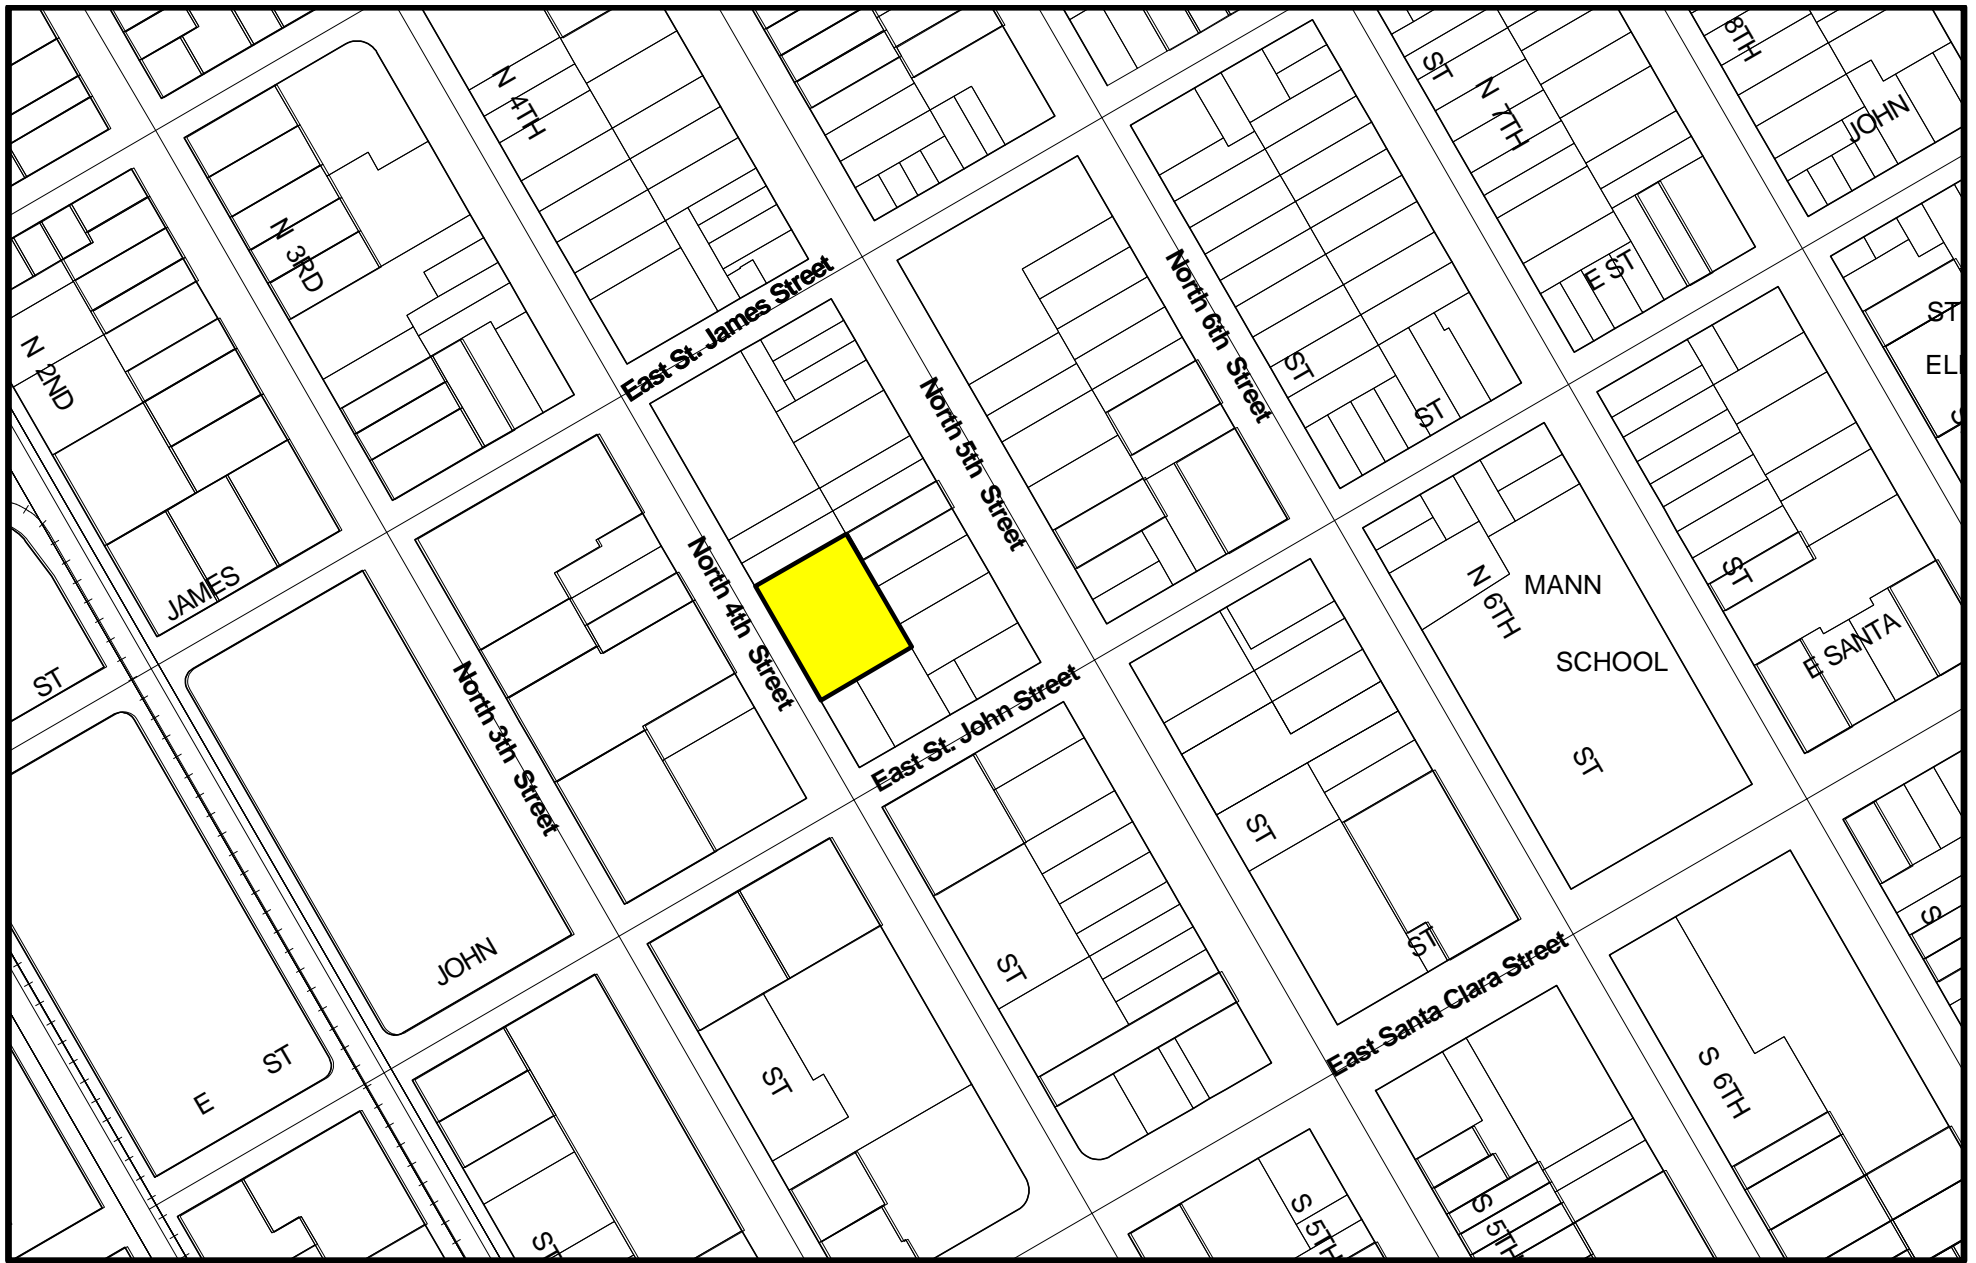 8TH
ST
N 4TH
N 7TH
JOHN
N 3RD
East St. James Street
North 6th Street
E ST
ST
N 2ND
ST
EL
North 5th Street
ST
JAMES
North 4th Street
N 6TH
MANN
ST
ST
North 3th Street
East St. John Street
SCHOOL
E SANTA
ST
ST
JOHN
ST
ST
East Santa Clara Street
S
E ST
ST
S 6TH
ST
S 5TH
S 5TH